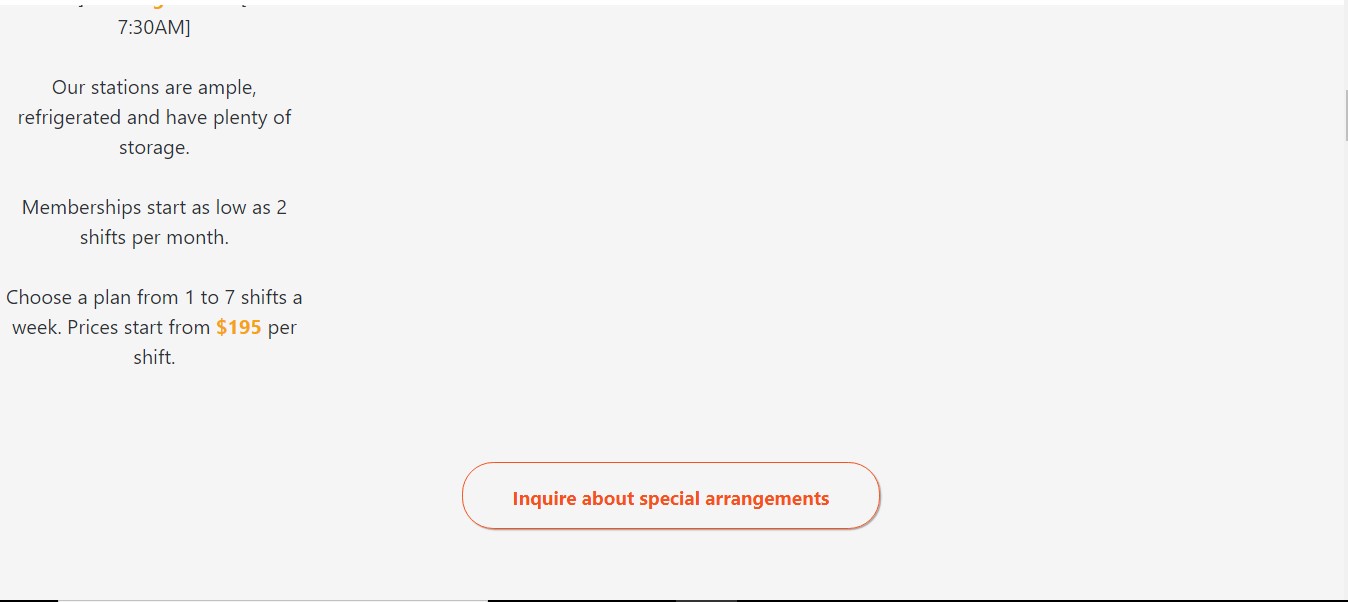 7:30AM]
Our stations are ample,
refrigerated and have plenty of
storage.
Memberships start as low as 2
shifts per month.
Choose a plan from 1 to 7 shifts a
week. Prices start from $195 per
shift.
Inquire about special arrangements